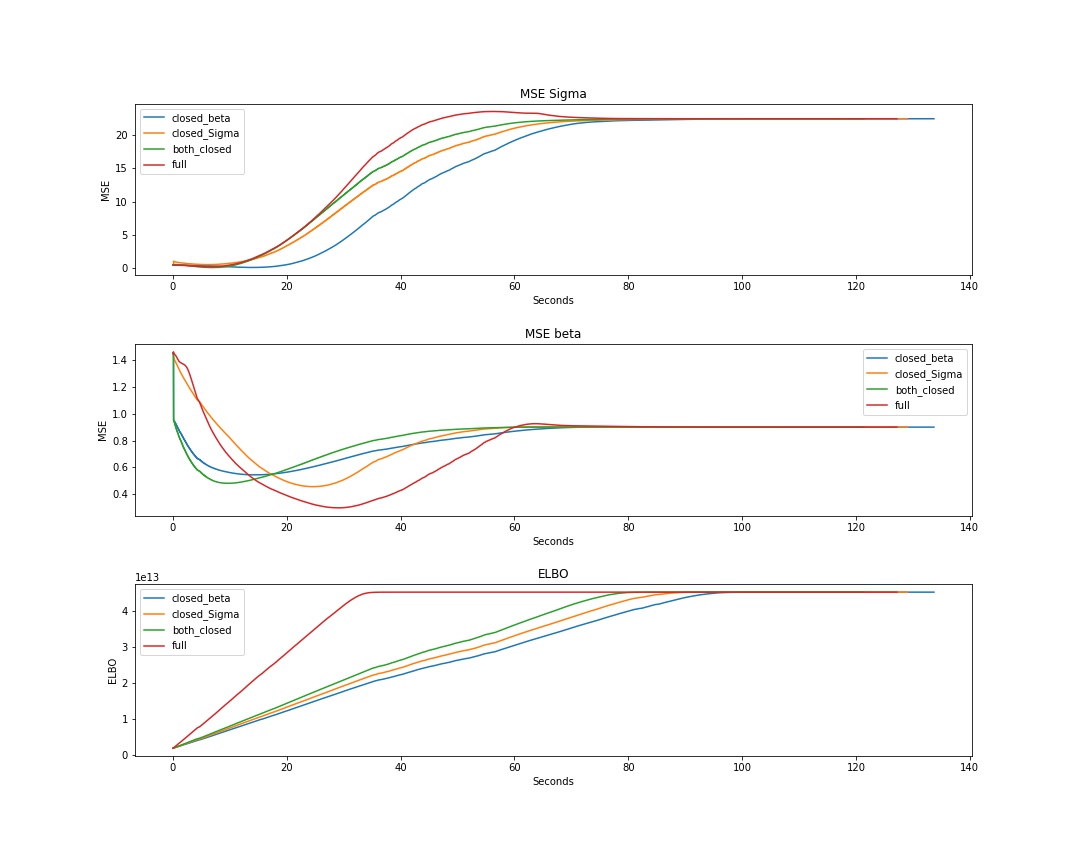 MSE Sigma
MSE
20
15
10
5
0
closed_beta
closed_Sigma
both_closed
full
0 20 40 60 80 100 120 140
Seconds
MSE beta
MSE
1.4
1.2
1.0
0.8
0.6
0.4
closed_beta
closed_Sigma
both_closed
full
0 20 40 60 80 100 120 140
Seconds
ELBO
1e13
ELBO
4
3
2
1
0
closed_beta
closed_Sigma
both_closed
full
0 20 40 60 80 100 120 140
Seconds